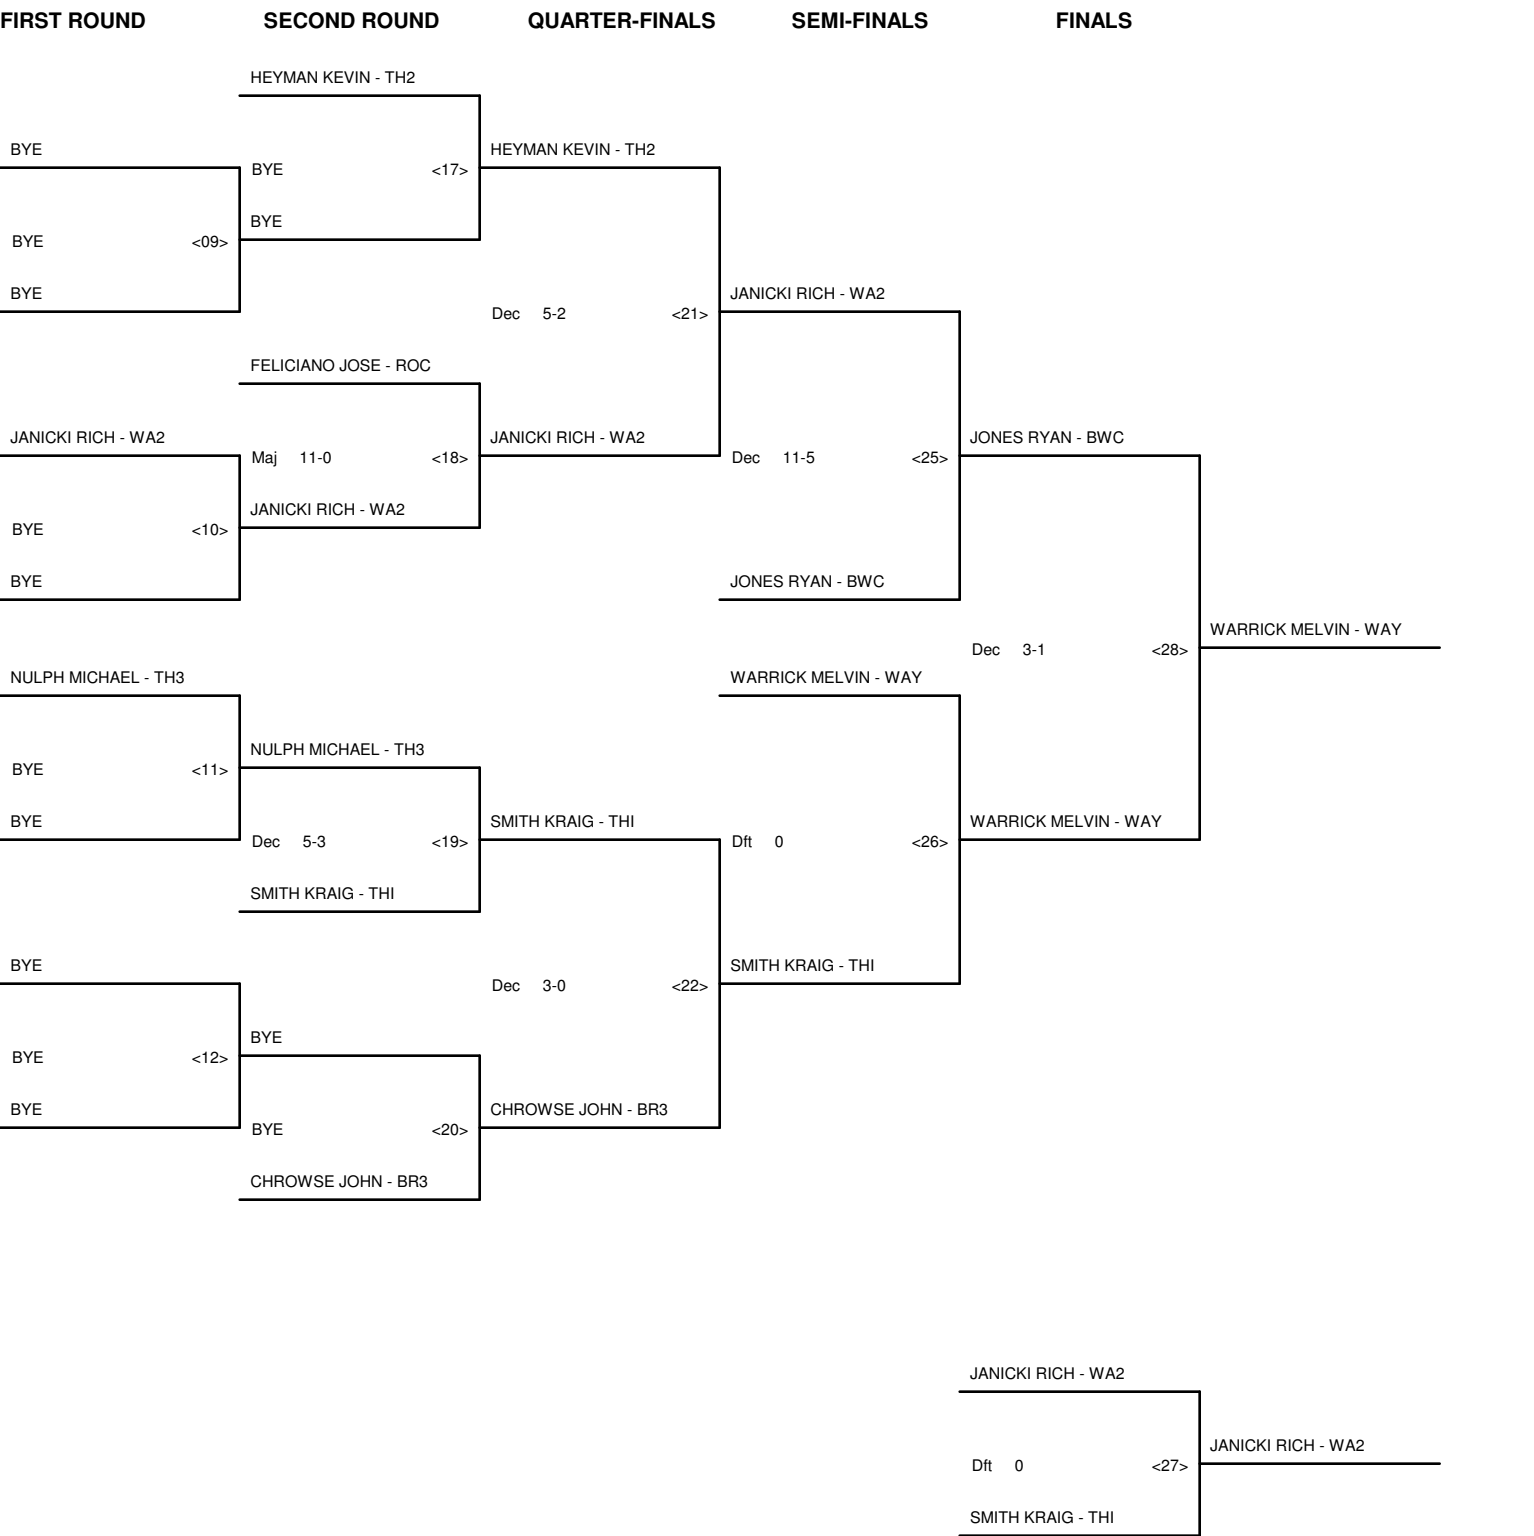 FIRST ROUND SECOND ROUND QUARTER-FINALS SEMI-FINALS FINALS
HEYMAN KEVIN - TH2
BYE HEYMAN KEVIN - TH2
BYE <17>
BYE
BYE <09>
BYE JANICKI RICH - WA2
Dec 5-2 <21>
FELICIANO JOSE - ROC
JANICKI RICH - WA2 JANICKI RICH - WA2 JONES RYAN - BWC
Maj 11-0 <18> Dec 11-5 <25>
JANICKI RICH - WA2
BYE <10>
BYE JONES RYAN - BWC
WARRICK MELVIN - WAY
Dec 3-1 <28>
NULPH MICHAEL - TH3 WARRICK MELVIN - WAY
NULPH MICHAEL - TH3
BYE <11>
BYE SMITH KRAIG - THI WARRICK MELVIN - WAY
Dec 5-3 <19> Dft 0 <26>
SMITH KRAIG - THI
BYE SMITH KRAIG - THI
Dec 3-0 <22>
BYE
BYE <12>
BYE CHROWSE JOHN - BR3
BYE <20>
CHROWSE JOHN - BR3
JANICKI RICH - WA2
JANICKI RICH - WA2
Dft 0 <27>
SMITH KRAIG - THI